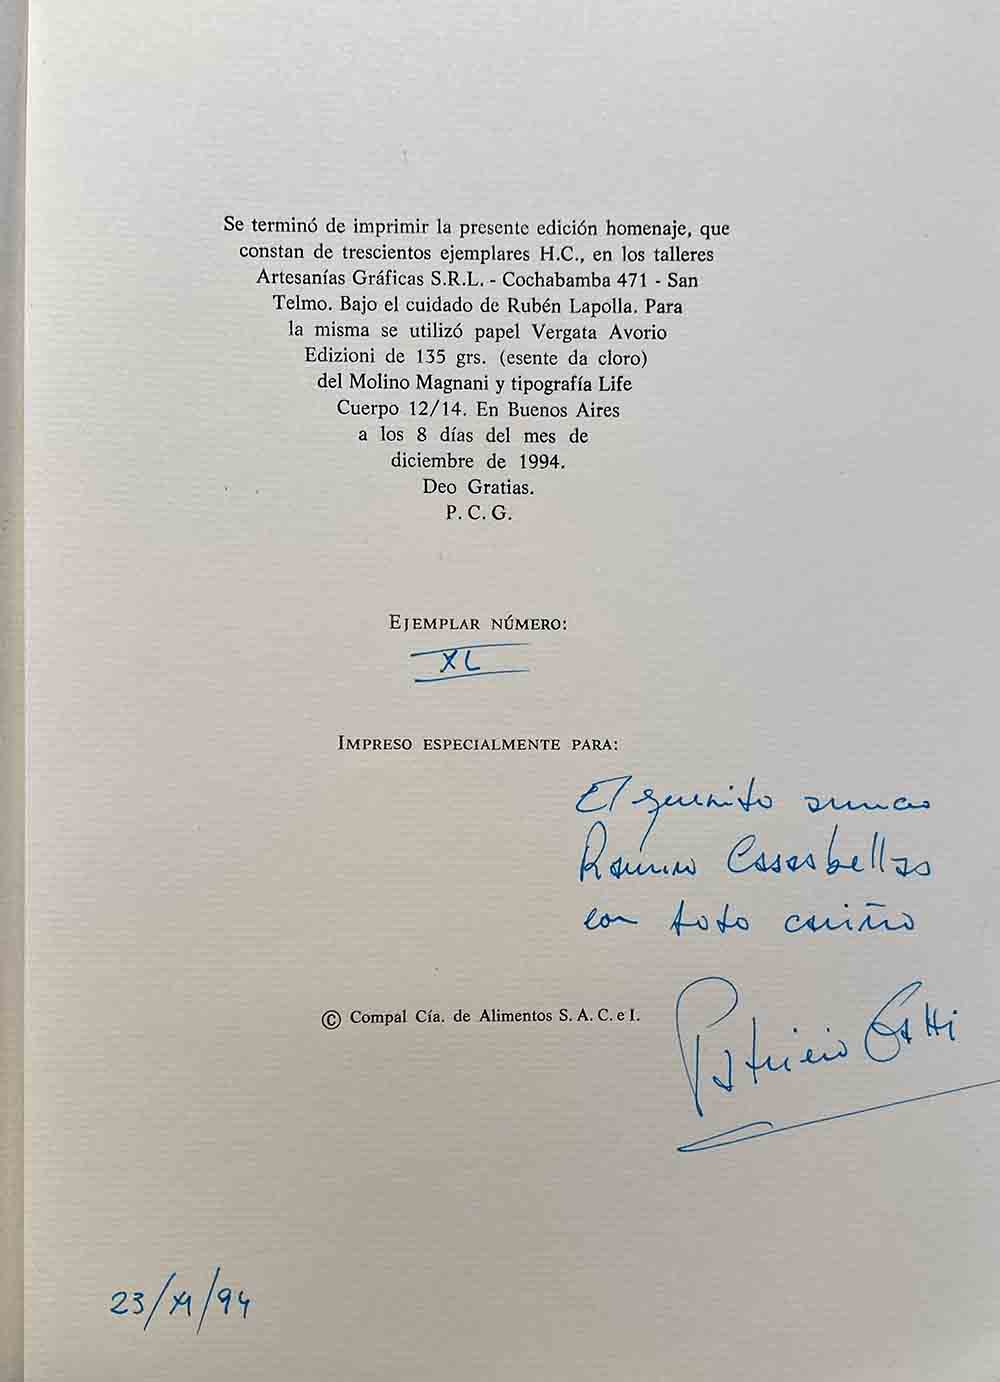 Se terminó de imprimir la presente edición homenaje, que
constan de trescientos ejemplares H.C., en los talleres
Artesanías Gráficas S.R.L. - Cochabamba 471 - San
Telmo. Bajo el cuidado de Rubén Lapolla. Para
la misma se utilizó papel Vergata Avorio
Edizioni de 135 grs. (esente da cloro)
del Molino Magnani y tipografía Life
Cuerpo 12/14. En Buenos Aires
a los 8 días del mes de
diciembre de 1994.
Deo Gratias.
P. C. G.
EJEMPLAR NÚMERO:
XL
IMPRESO ESPECIALMENTE PARA:
El
Ramiro Casasbellas
con todo cariño
© Compal Cía. de Alimentos S. A. C. e I.
Patricio Gatti
23/XI/94